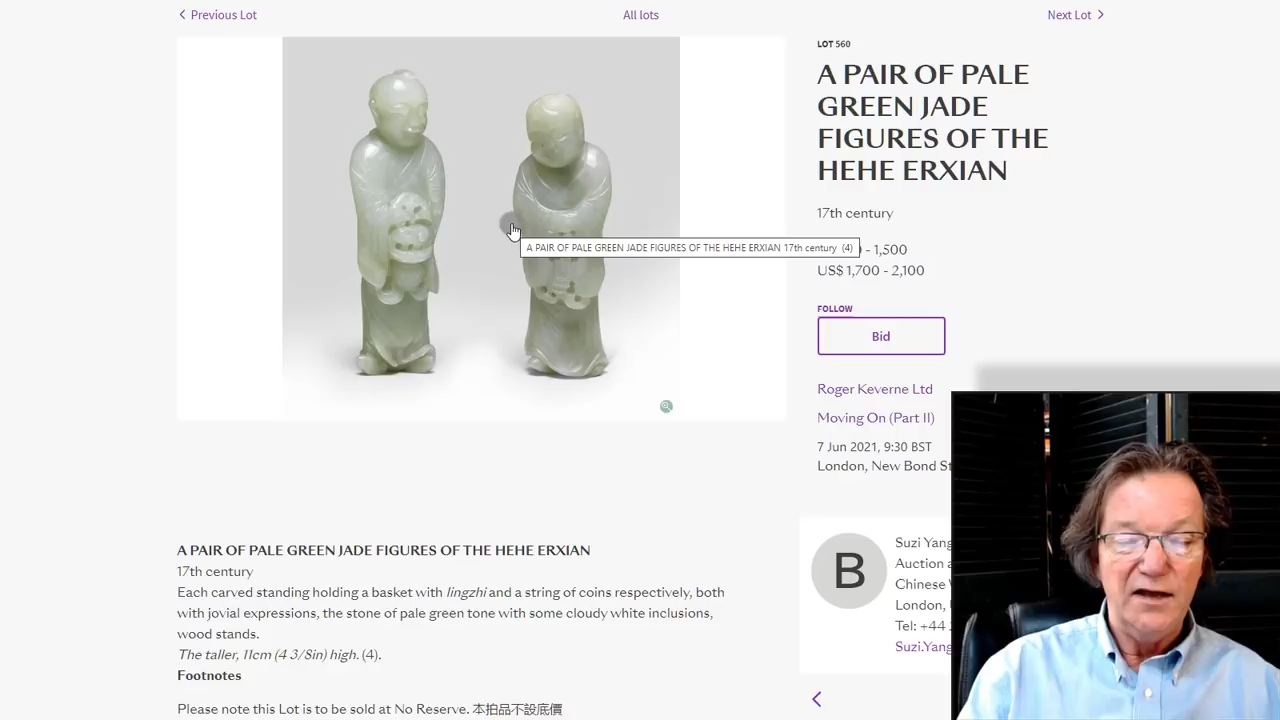 Previous Lot
All lots
Next Lot
LOT 560
A PAIR OF PALE
GREEN JADE
FIGURES OF THE
HEHE ERXIAN
17th century
A PAIR OF PALE GREEN JADE FIGURES OF THE HEHE ERXIAN 17th century (4)
- 1,500
US$ 1,700 - 2,100
FOLLOW
Bid
Roger Keverne Ltd
Moving On (Part II)
7 Jun 2021, 9:30 BST
London, New Bond St
B
Suzi Yang
Auction a
Chinese W
London,
Tel: +44
Suzi.Yang
A PAIR OF PALE GREEN JADE FIGURES OF THE HEHE ERXIAN
17th century
Each carved standing holding a basket with lingzhi and a string of coins respectively, both
with jovial expressions, the stone of pale green tone with some cloudy white inclusions,
wood stands.
The taller, 11cm (4 3/8in) high. (4).
Footnotes
Please note this Lot is to be sold at No Reserve. 本拍品不設底價